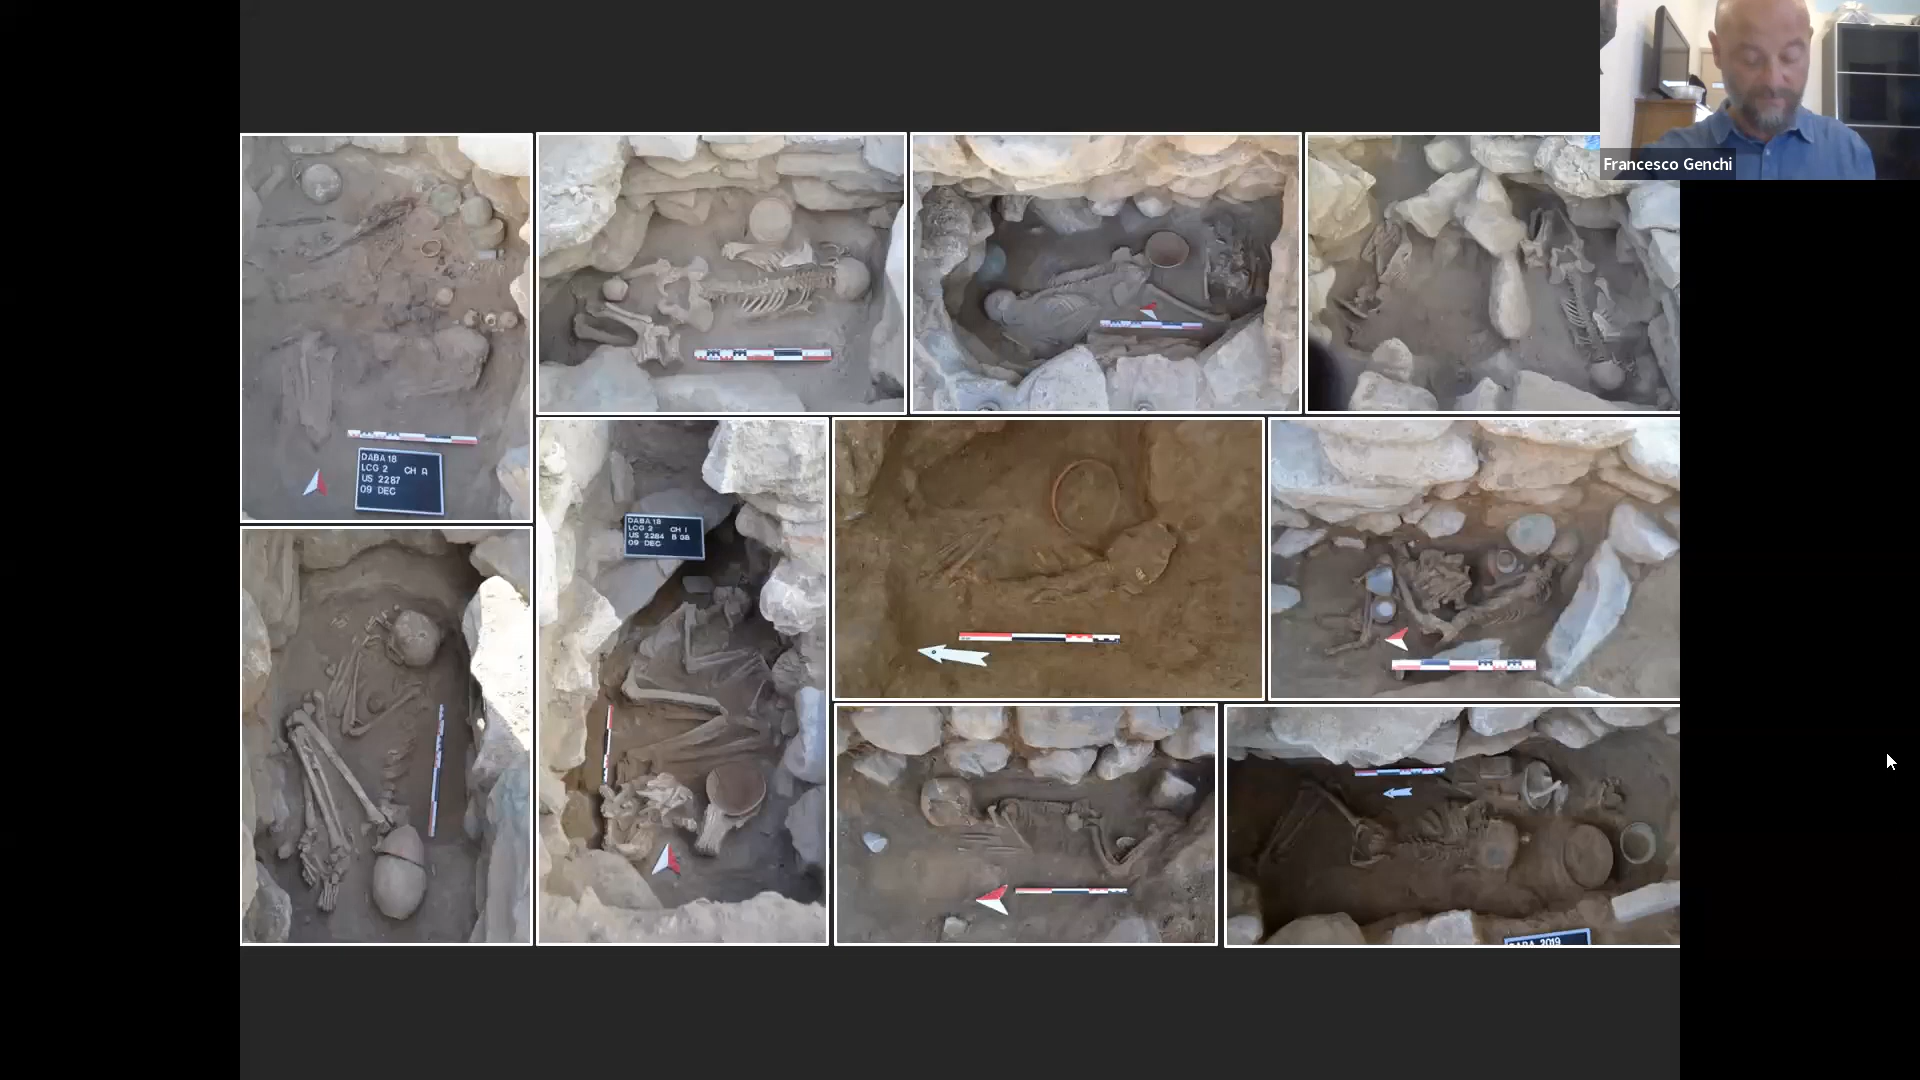 Francesco Genchi
DABA 18
LCG 2 CH A
US 2287
09 DEC
DABA 18
LCG 2 CH I
US 2284 B 38
09 DEC
DABA 2019